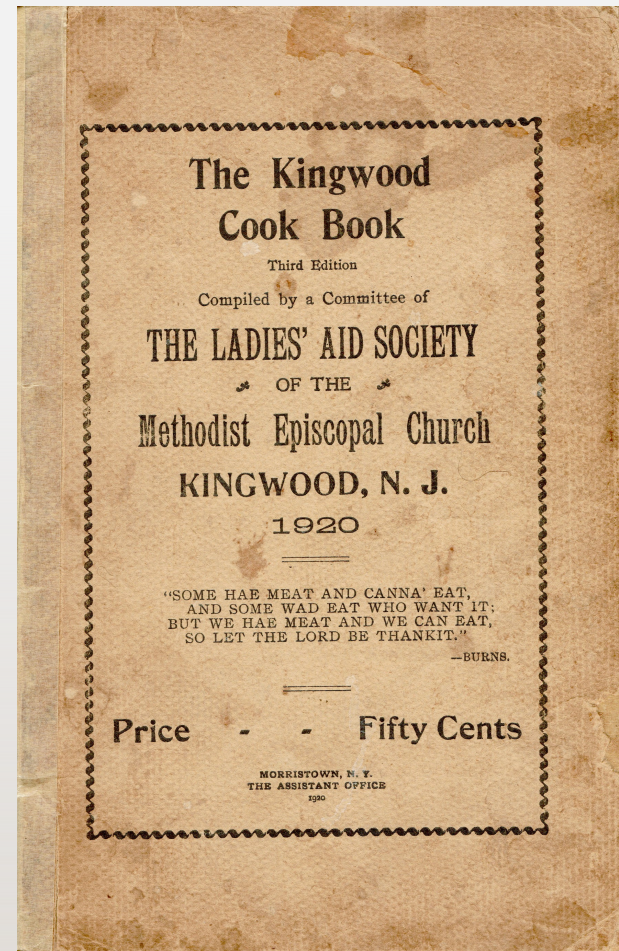 The Kingwood
Cook Book
Third Edition
Compiled by a Committee of
THE LADIES' AID SOCIETY
OF THE
Methodist Episcopal Church
KINGWOOD, N. J.
1920
"SOME HAE MEAT AND CANNA' EAT,
AND SOME WAD EAT WHO WANT IT;
BUT WE HAE MEAT AND WE CAN EAT,
SO LET THE LORD BE THANKIT."
—BURNS.
Price - - Fifty Cents
MORRISTOWN, N. Y.
THE ASSISTANT OFFICE
1920